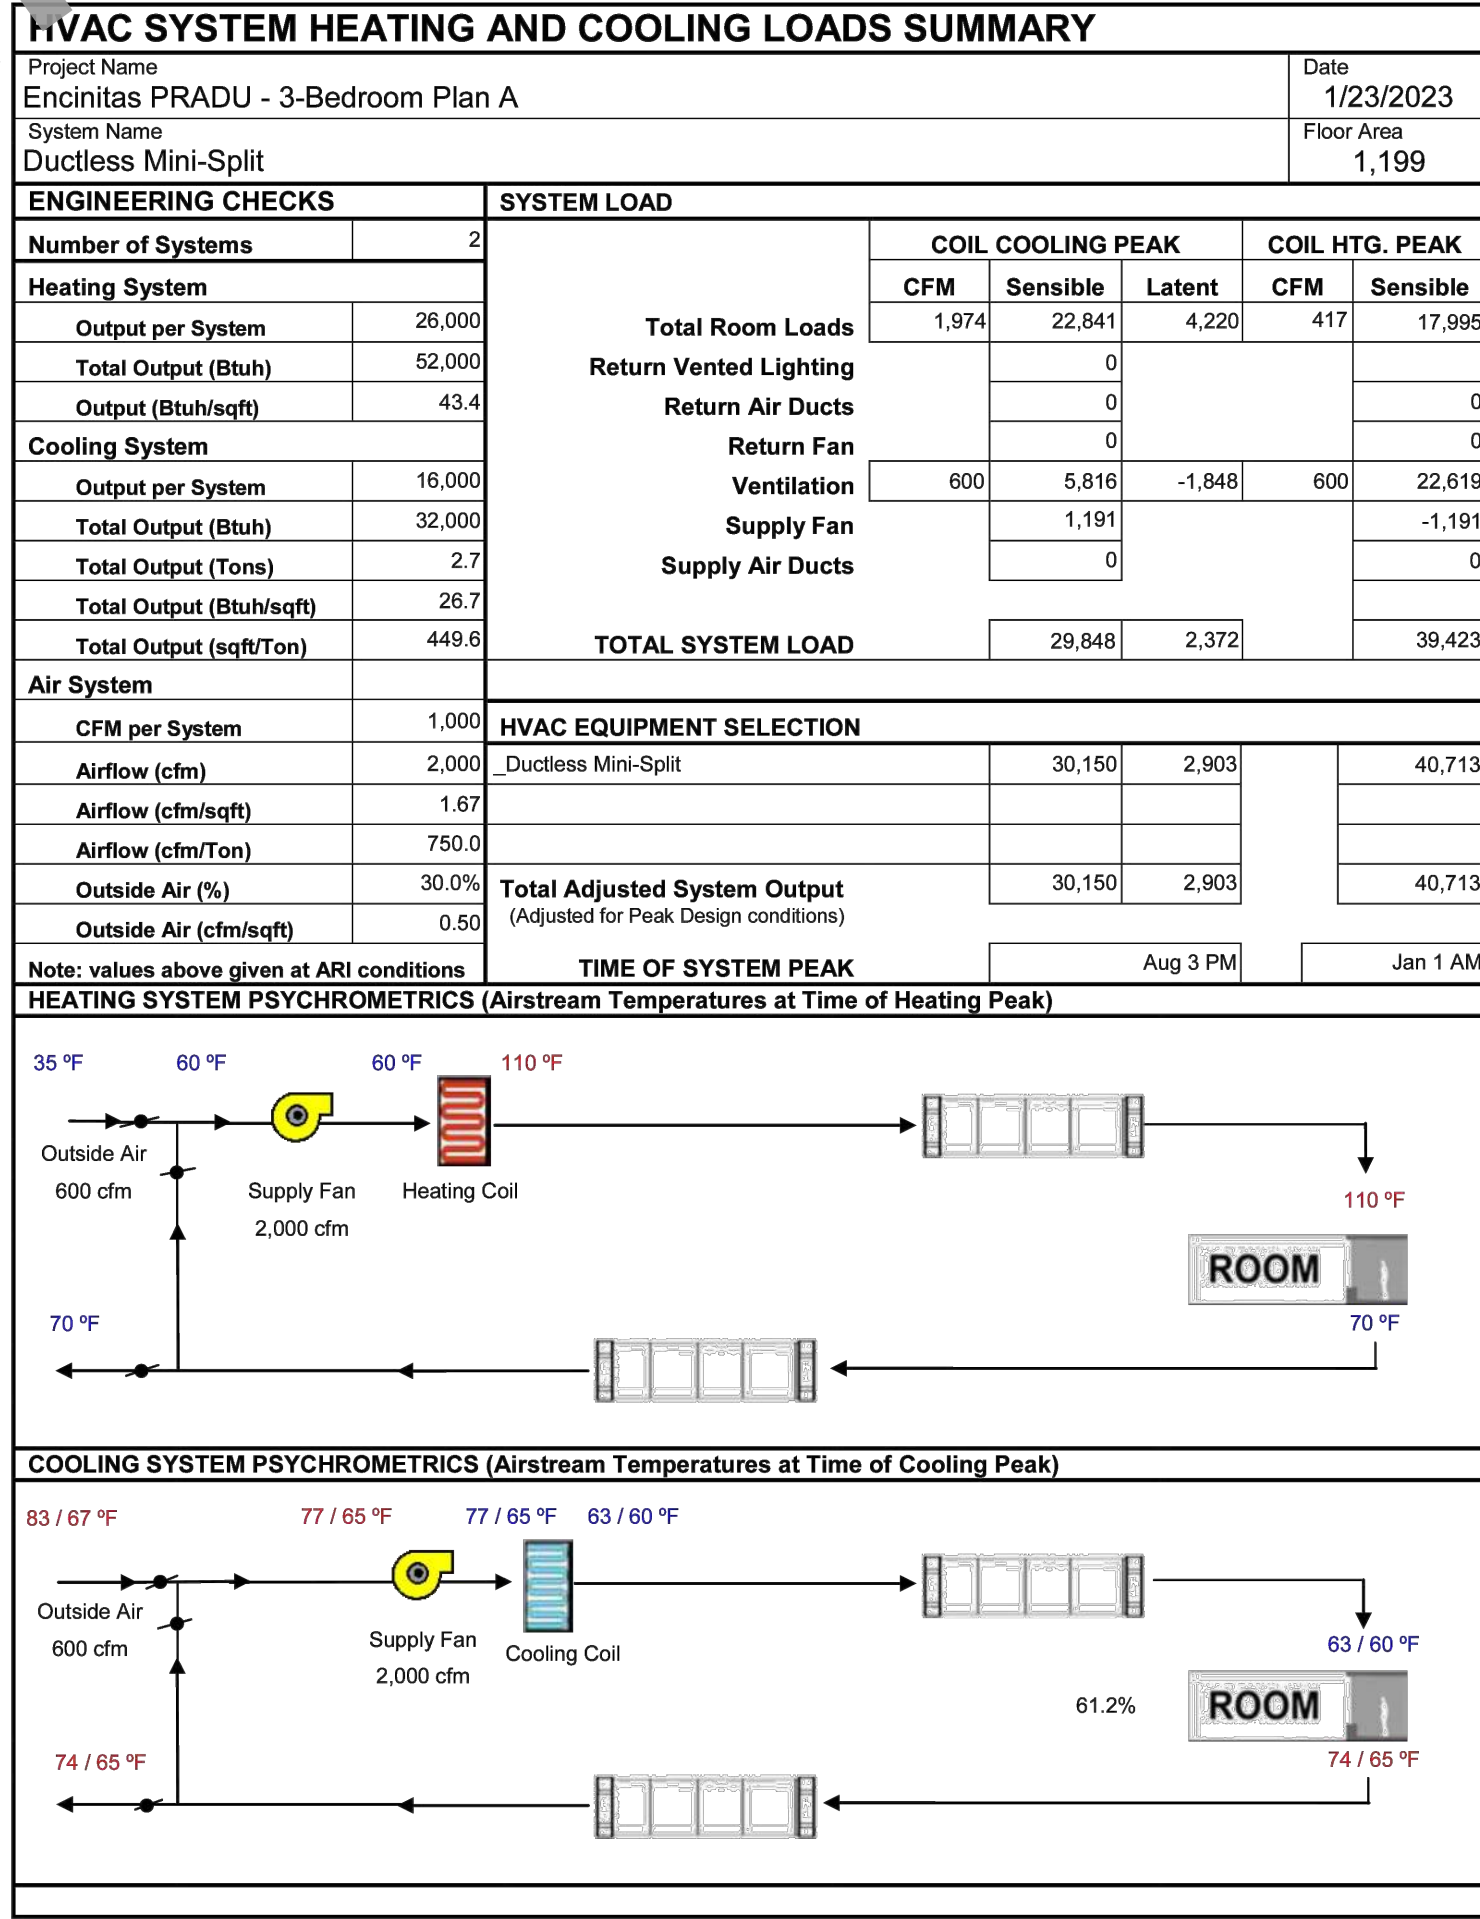 HVAC SYSTEM HEATING AND COOLING LOADS SUMMARY
Project Name
Encinitas PRADU - 3-Bedroom Plan A
Date
1/23/2023
System Name
Ductless Mini-Split
Floor Area
1,199
ENGINEERING CHECKS
Number of Systems 2
Heating System
Output per System 26,000
Total Output (Btuh) 52,000
Output (Btuh/sqft) 43.4
Cooling System
Output per System 16,000
Total Output (Btuh) 32,000
Total Output (Tons) 2.7
Total Output (Btuh/sqft) 26.7
Total Output (sqft/Ton) 449.6
Air System
CFM per System 1,000
Airflow (cfm) 2,000
Airflow (cfm/sqft) 1.67
Airflow (cfm/Ton) 750.0
Outside Air (%) 30.0%
Outside Air (cfm/sqft) 0.50
Note: values above given at ARI conditions
SYSTEM LOAD
COIL COOLING PEAK COIL HTG. PEAK
CFM Sensible Latent CFM Sensible
Total Room Loads 1,974 22,841 4,220 417 17,995
Return Vented Lighting 0
Return Air Ducts 0 0
Return Fan 0 0
Ventilation 600 5,816 -1,848 600 22,619
Supply Fan 1,191 -1,191
Supply Air Ducts 0 0
TOTAL SYSTEM LOAD 29,848 2,372 39,423
HVAC EQUIPMENT SELECTION
_Ductless Mini-Split 30,150 2,903 40,713
Total Adjusted System Output 30,150 2,903 40,713
(Adjusted for Peak Design conditions)
TIME OF SYSTEM PEAK Aug 3 PM Jan 1 AM
HEATING SYSTEM PSYCHROMETRICS (Airstream Temperatures at Time of Heating Peak)
35 ºF 60 ºF 60 ºF 110 ºF
Outside Air
600 cfm
Supply Fan
2,000 cfm
Heating Coil
110 ºF
ROOM
70 ºF
70 ºF
COOLING SYSTEM PSYCHROMETRICS (Airstream Temperatures at Time of Cooling Peak)
83 / 67 ºF 77 / 65 ºF 77 / 65 ºF 63 / 60 ºF
Outside Air
600 cfm
Supply Fan
2,000 cfm
Cooling Coil
63 / 60 ºF
61.2%
ROOM
74 / 65 ºF
74 / 65 ºF